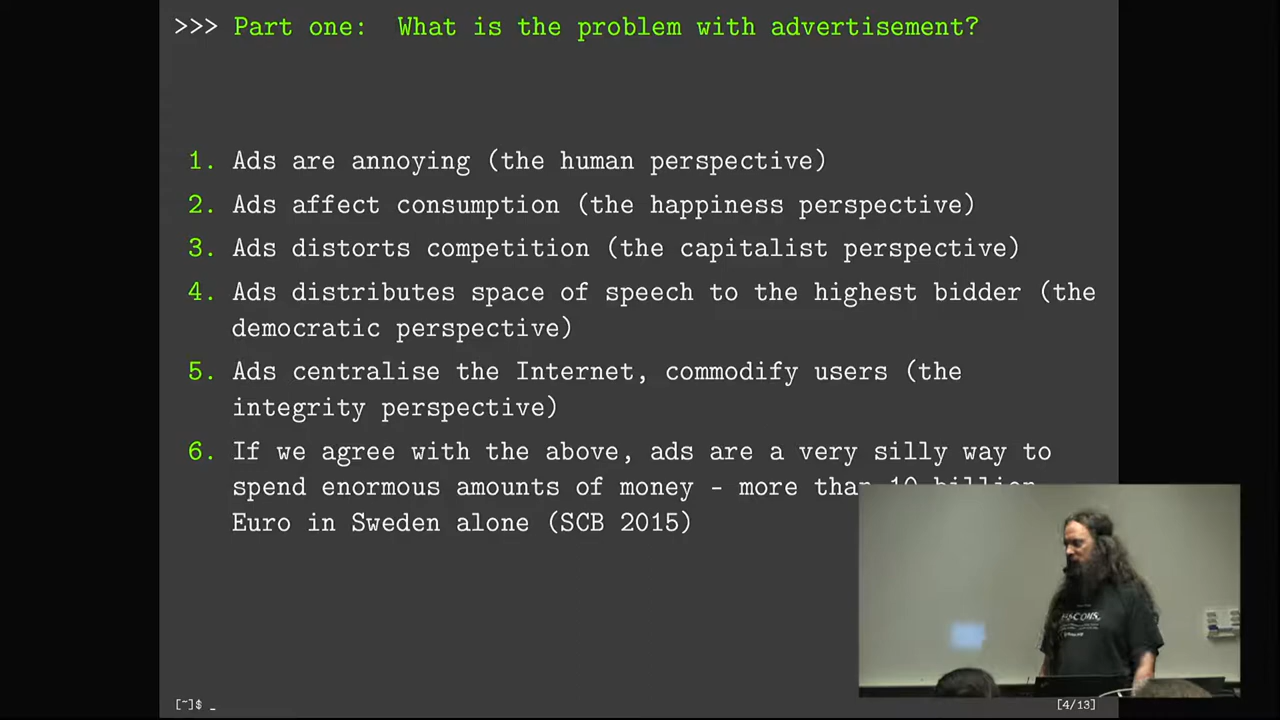 >>> Part one: What is the problem with advertisement?
1. Ads are annoying (the human perspective)
2. Ads affect consumption (the happiness perspective)
3. Ads distorts competition (the capitalist perspective)
4. Ads distributes space of speech to the highest bidder (the
democratic perspective)
5. Ads centralise the Internet, commodify users (the
integrity perspective)
6. If we agree with the above, ads are a very silly way to
spend enormous amounts of money - more than 10 billion
Euro in Sweden alone (SCB 2015)
[~]$ _
[4/13]